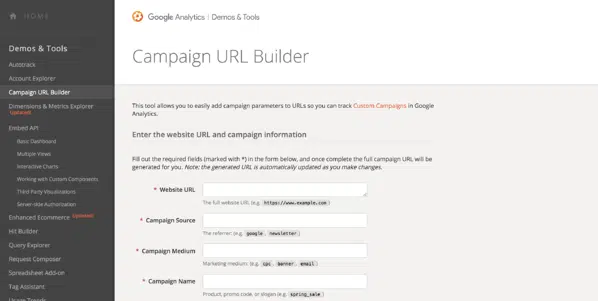 HOME
Demos & Tools
Autotrack
Account Explorer
Campaign URL Builder
Dimensions & Metrics Explorer
Updated!
Embed API
Basic Dashboard
Multiple Views
Interactive Charts
Working with Custom Components
Third Party Visualizations
Server-side Authorization
Enhanced Ecommerce Updated!
Hit Builder
Query Explorer
Request Composer
Spreadsheet Add-on
Tag Assistant
Usage Trends
Google Analytics | Demos & Tools
Campaign URL Builder
This tool allows you to easily add campaign parameters to URLs so you can track Custom Campaigns in Google
Analytics.
Enter the website URL and campaign information
Fill out the required fields (marked with *) in the form below, and once complete the full campaign URL will be
generated for you. Note: the generated URL is automatically updated as you make changes.
* Website URL
The full website URL (e.g. https://www.example.com )
* Campaign Source
The referrer: (e.g. google , newsletter )
* Campaign Medium
Marketing medium: (e.g. cpc , banner , email )
* Campaign Name
Product, promo code, or slogan (e.g. spring_sale )